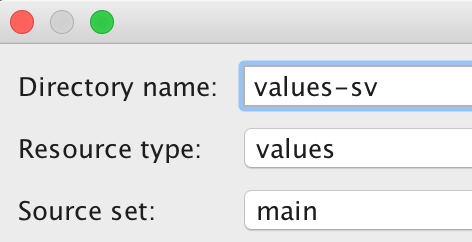 Directory name: values-sv
Resource type: values
Source set: main